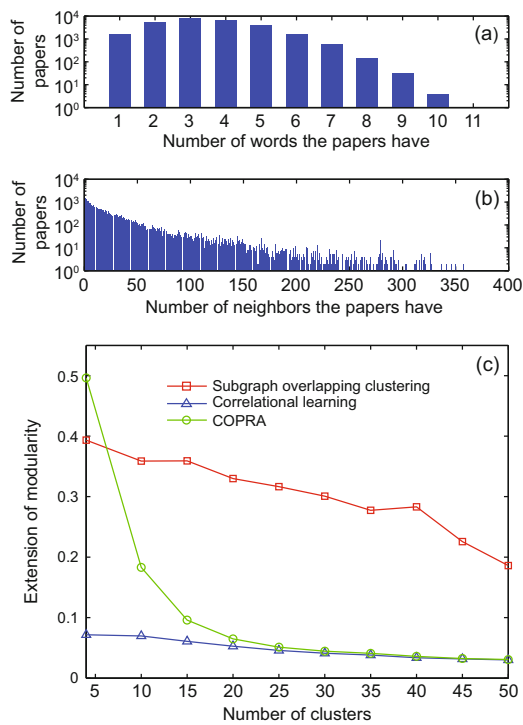 Number of
papers
10^4
10^3
10^2
10^1
10^0
(a)
1 2 3 4 5 6 7 8 9 10 11
Number of words the papers have
Number of
papers
10^4
10^3
10^2
10^1
10^0
(b)
0 50 100 150 200 250 300 350 400
Number of neighbors the papers have
Extension of modularity
0.5
0.4
0.3
0.2
0.1
0
(c)
Subgraph overlapping clustering
Correlational learning
COPRA
5 10 15 20 25 30 35 40 45 50
Number of clusters